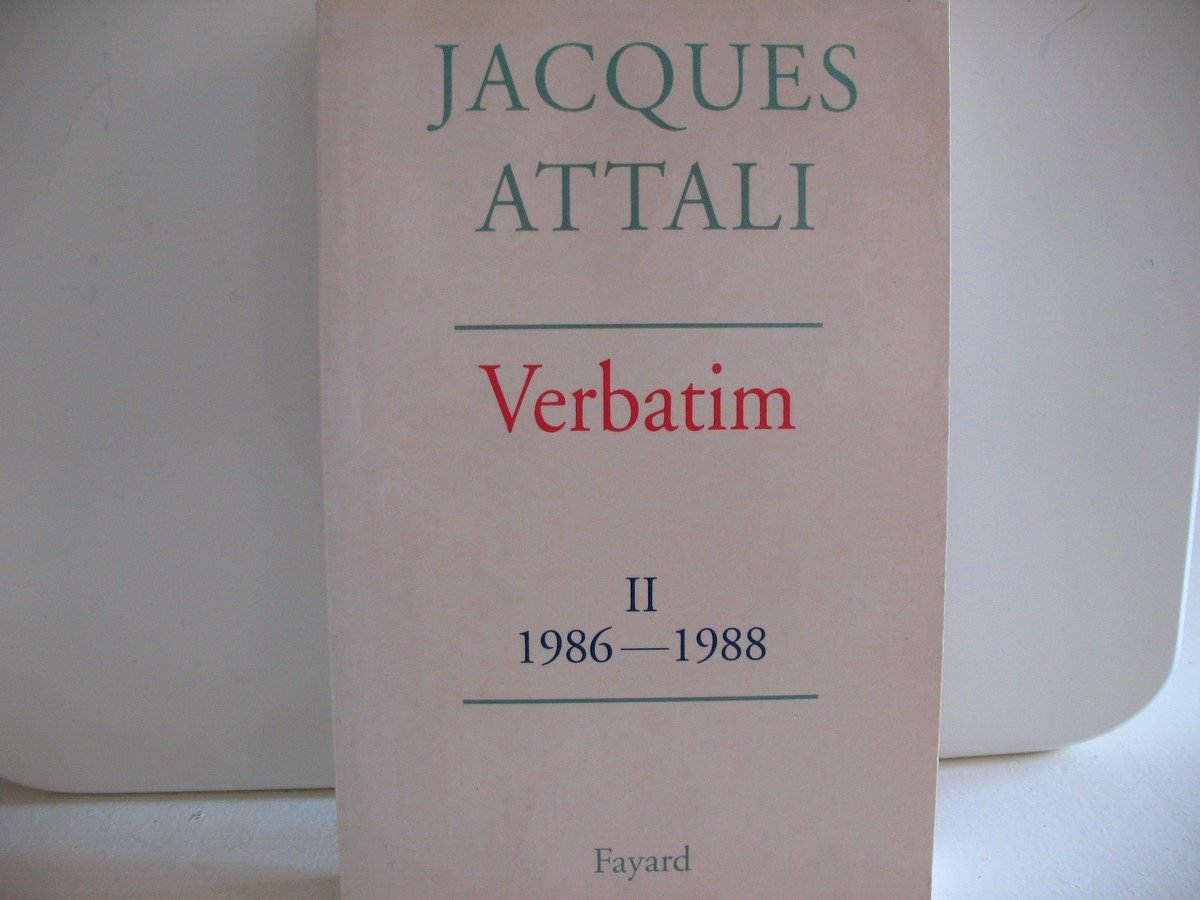 JACQUES
ATTALI
Verbatim
II
1986—1988
Fayard